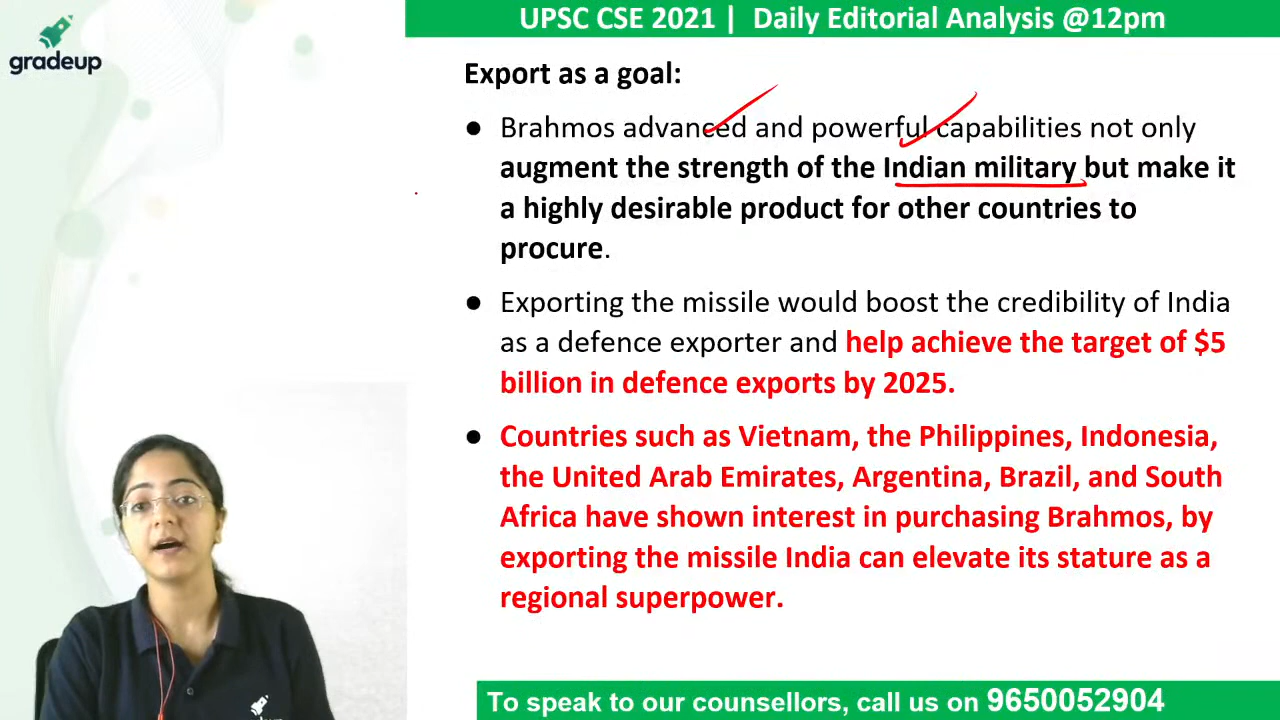 UPSC CSE 2021 | Daily Editorial Analysis @12pm
gradeup
Export as a goal:
● Brahmos advanced and powerful capabilities not only
augment the strength of the Indian military but make it
a highly desirable product for other countries to
procure.
● Exporting the missile would boost the credibility of India
as a defence exporter and help achieve the target of $5
billion in defence exports by 2025.
● Countries such as Vietnam, the Philippines, Indonesia,
the United Arab Emirates, Argentina, Brazil, and South
Africa have shown interest in purchasing Brahmos, by
exporting the missile India can elevate its stature as a
regional superpower.
To speak to our counsellors, call us on 9650052904